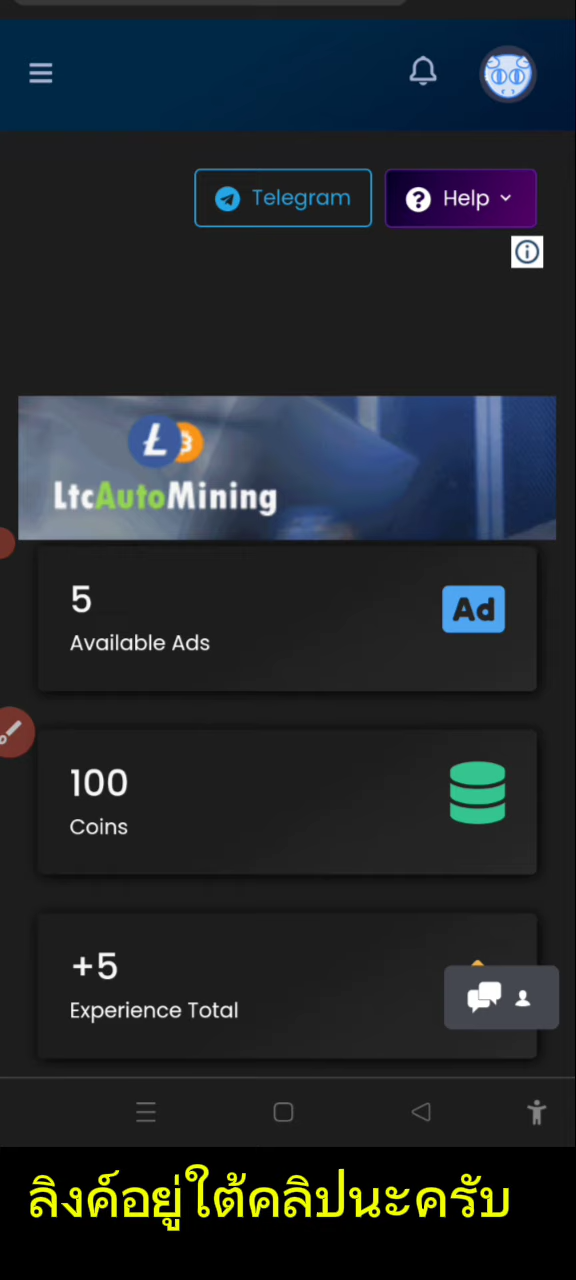 Telegram
Help
LtcAutoMining
5
Available Ads
Ad
100
Coins
+5
Experience Total
ลิงค์อยู่ใต้คลิปนะครับ